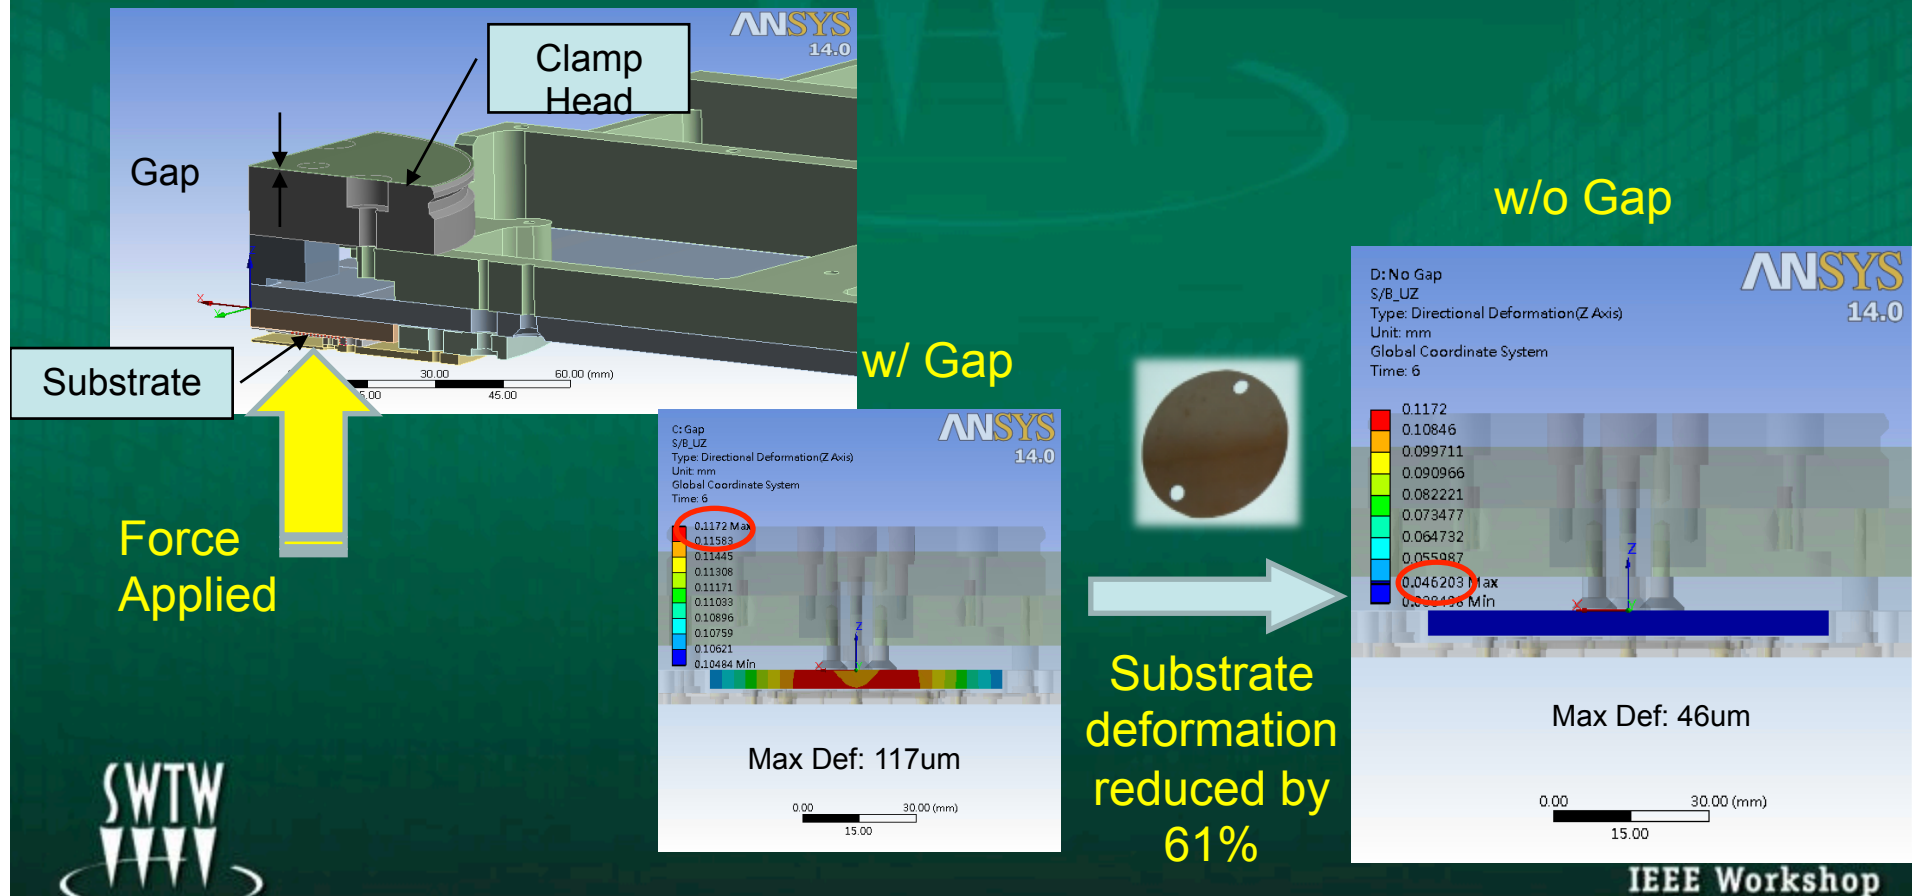 ANSYS
14.0
Clamp
Head
Gap
Z
X
Y
Substrate
30.00
60.00 (mm)
45.00
Force
Applied
w/ Gap
C: Gap
S/B_UZ
Type: Directional Deformation(Z Axis)
Unit: mm
Global Coordinate System
Time: 6
ANSYS
14.0
0.1172 Max
0.11583
0.11445
0.11308
0.11171
0.11033
0.10896
0.10759
0.10621
0.10484 Min
Z
X
Max Def: 117um
0.00
30.00 (mm)
15.00
Substrate
deformation
reduced by
61%
w/o Gap
D: No Gap
S/B_UZ
Type: Directional Deformation(Z Axis)
Unit: mm
Global Coordinate System
Time: 6
ANSYS
14.0
0.1172
0.10846
0.099711
0.090966
0.082221
0.073477
0.064732
0.055987
0.046203 Max
Min
Z
X
Max Def: 46um
0.00
30.00 (mm)
15.00
SWTW
IEEE Workshop